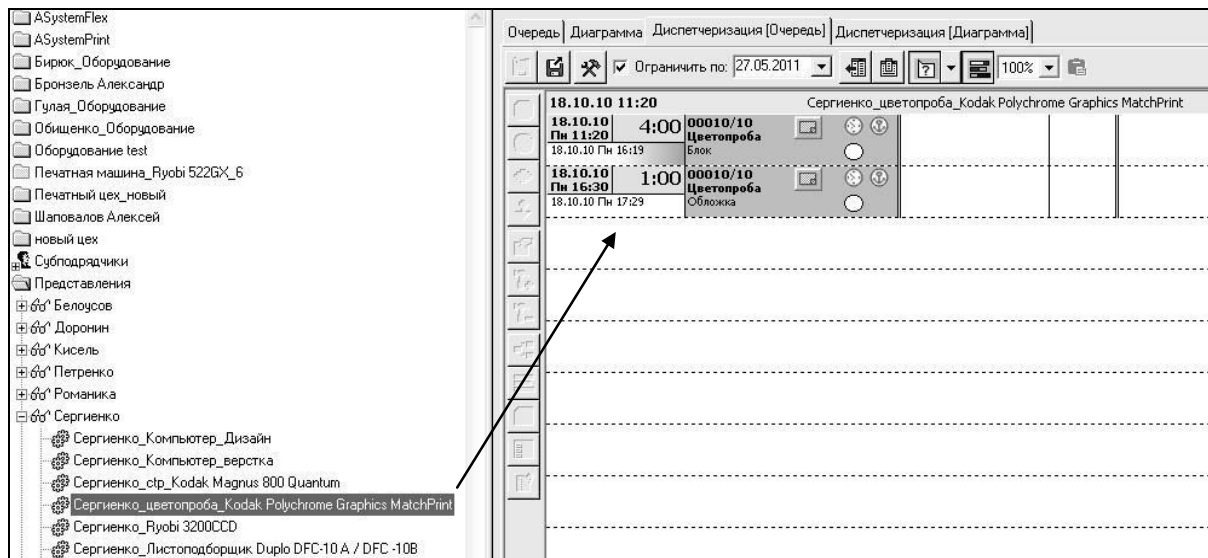 ASystemFlex
ASystemPrint
Бирюк_Оборудование
Бронзель Александр
Гулая_Оборудование
Обищенко_Оборудование
Оборудование test
Печатная машина_Ryobi 522GX_6
Печатный цех_новый
Шаповалов Алексей
новый цех
Субподрядчики
Представления
Белоусов
Доронин
Кисель
Петренко
Романика
Сергиенко
Сергиенко_Компьютер_Дизайн
Сергиенко_Компьютер_верстка
Сергиенко_ctp_Kodak Magnus 800 Quantum
Сергиенко_цветопроба_Kodak Polychrome Graphics MatchPrint
Сергиенко_Ryobi 3200CCD
Сергиенко_Листоподборщик Duplo DFC-10 A / DFC -10B
Очередь Диаграмма Диспетчеризация [Очередь] Диспетчеризация [Диаграмма]
Ограничить по: 27.05.2011 100%
18.10.10 11:20 Сергиенко_цветопроба_Kodak Polychrome Graphics MatchPrint
18.10.10 4:00 00010/10
Пн 11:20 Цветопроба
18.10.10 Пн 16:19 Блок
18.10.10 1:00 00010/10
Пн 16:30 Цветопроба
18.10.10 Пн 17:29 Обложка